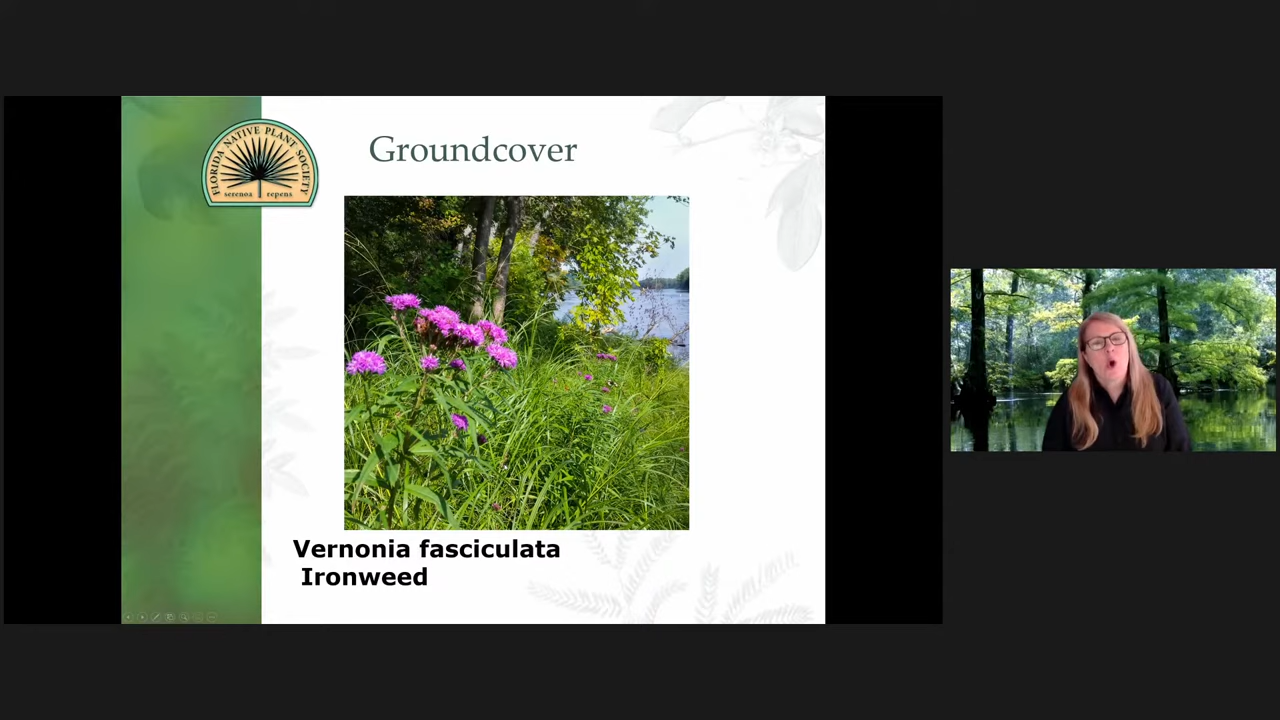 FLORIDA NATIVE PLANT SOCIETY
serenoa repens
Groundcover
Vernonia fasciculata
Ironweed